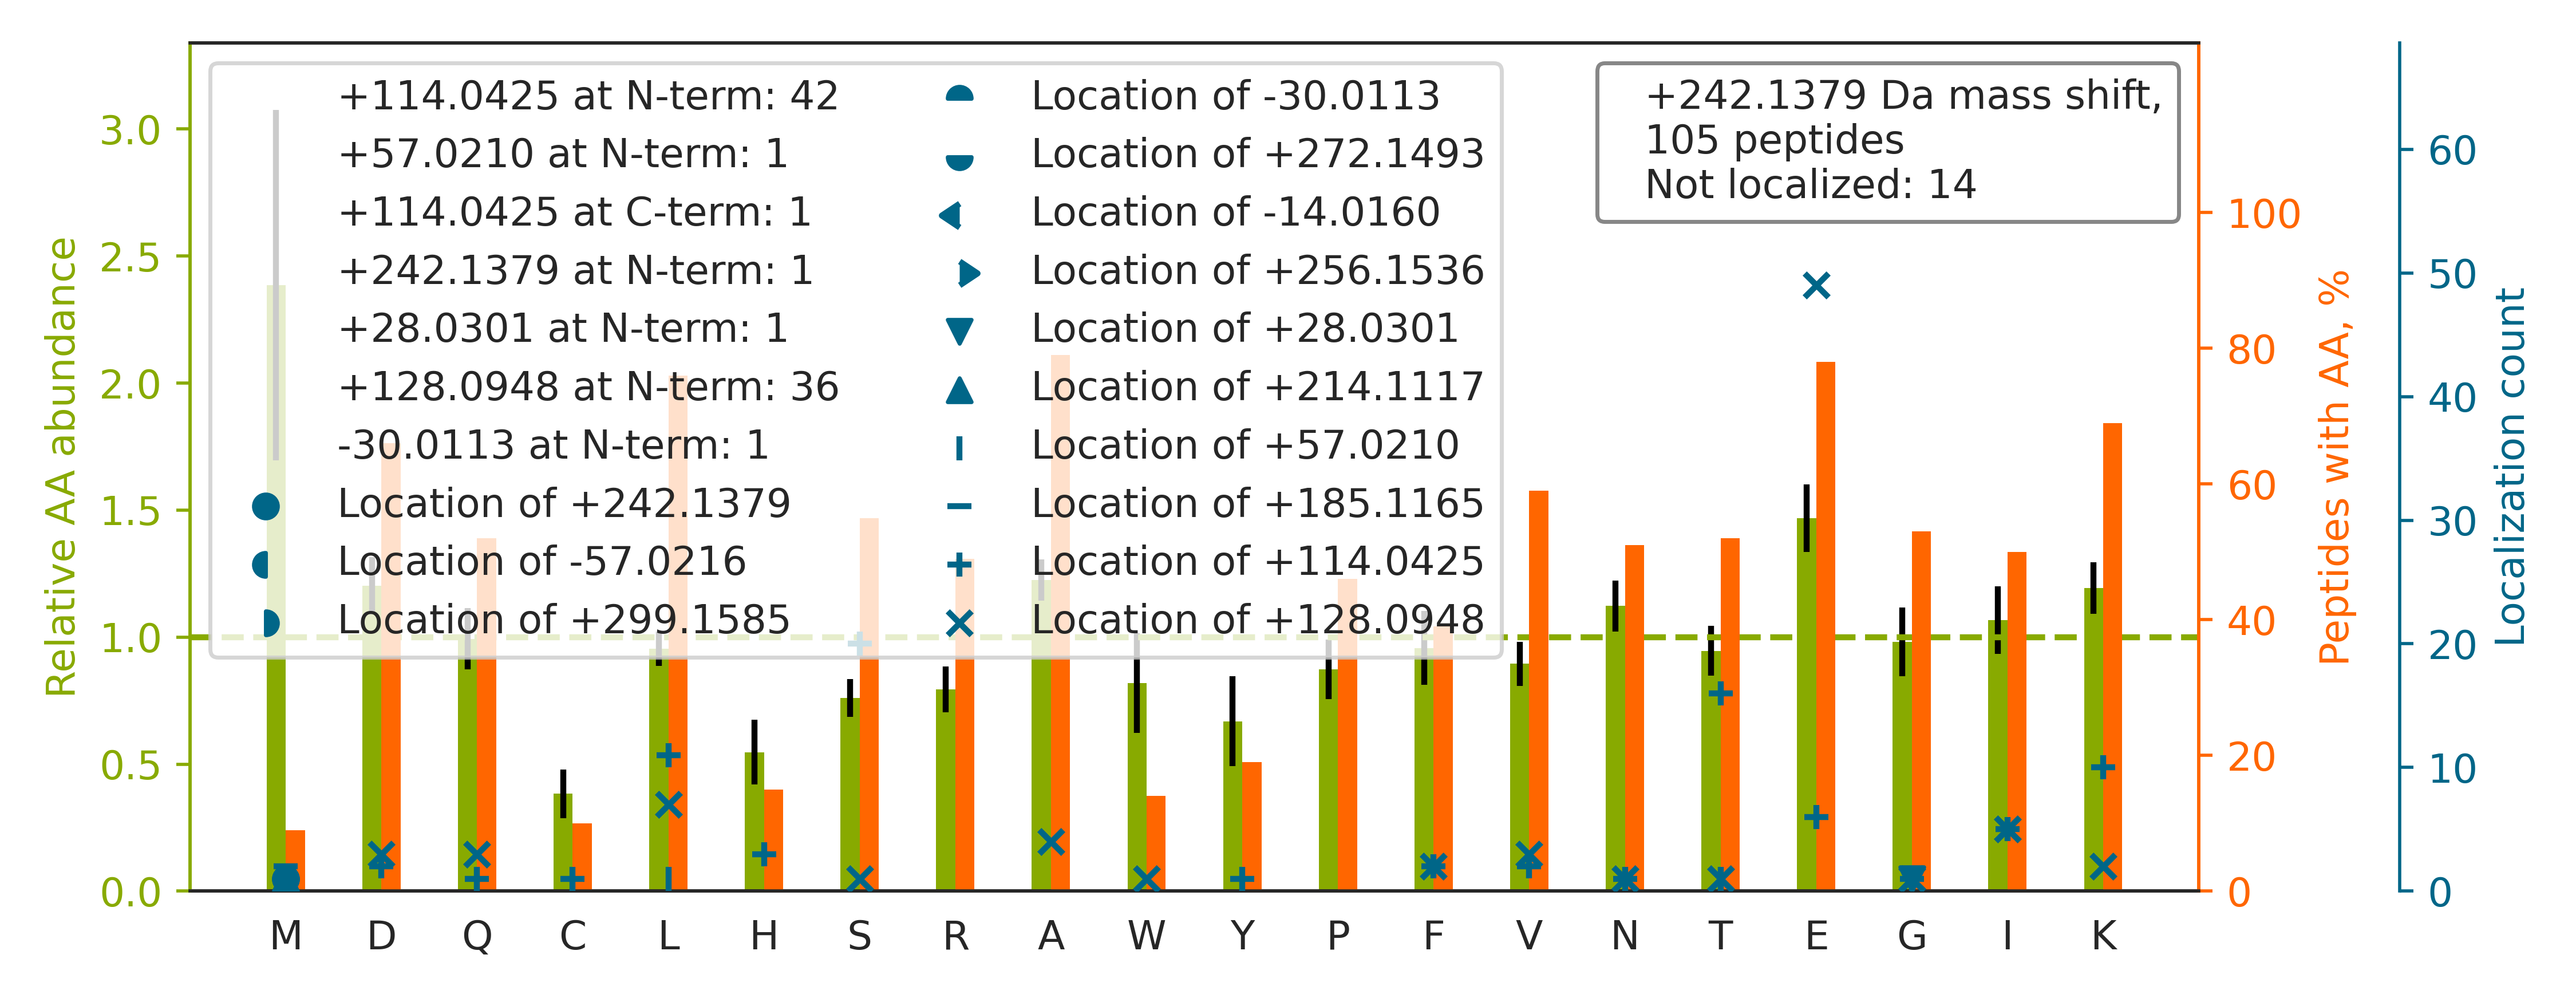 +114.0425 at N-term: 42
+57.0210 at N-term: 1
+114.0425 at C-term: 1
+242.1379 at N-term: 1
+28.0301 at N-term: 1
+128.0948 at N-term: 36
-30.0113 at N-term: 1
Location of +242.1379
Location of -57.0216
Location of +299.1585
Location of -30.0113
Location of +272.1493
Location of -14.0160
Location of +256.1536
Location of +28.0301
Location of +214.1117
Location of +57.0210
Location of +185.1165
Location of +114.0425
Location of +128.0948
+242.1379 Da mass shift,
105 peptides
Not localized: 14
Relative AA abundance
3.0
2.5
2.0
1.5
1.0
0.5
0.0
M D Q C L H S R A W Y P F V N T E G I K
100
80
60
40
20
0
Peptides with AA, %
60
50
40
30
20
10
0
Localization count